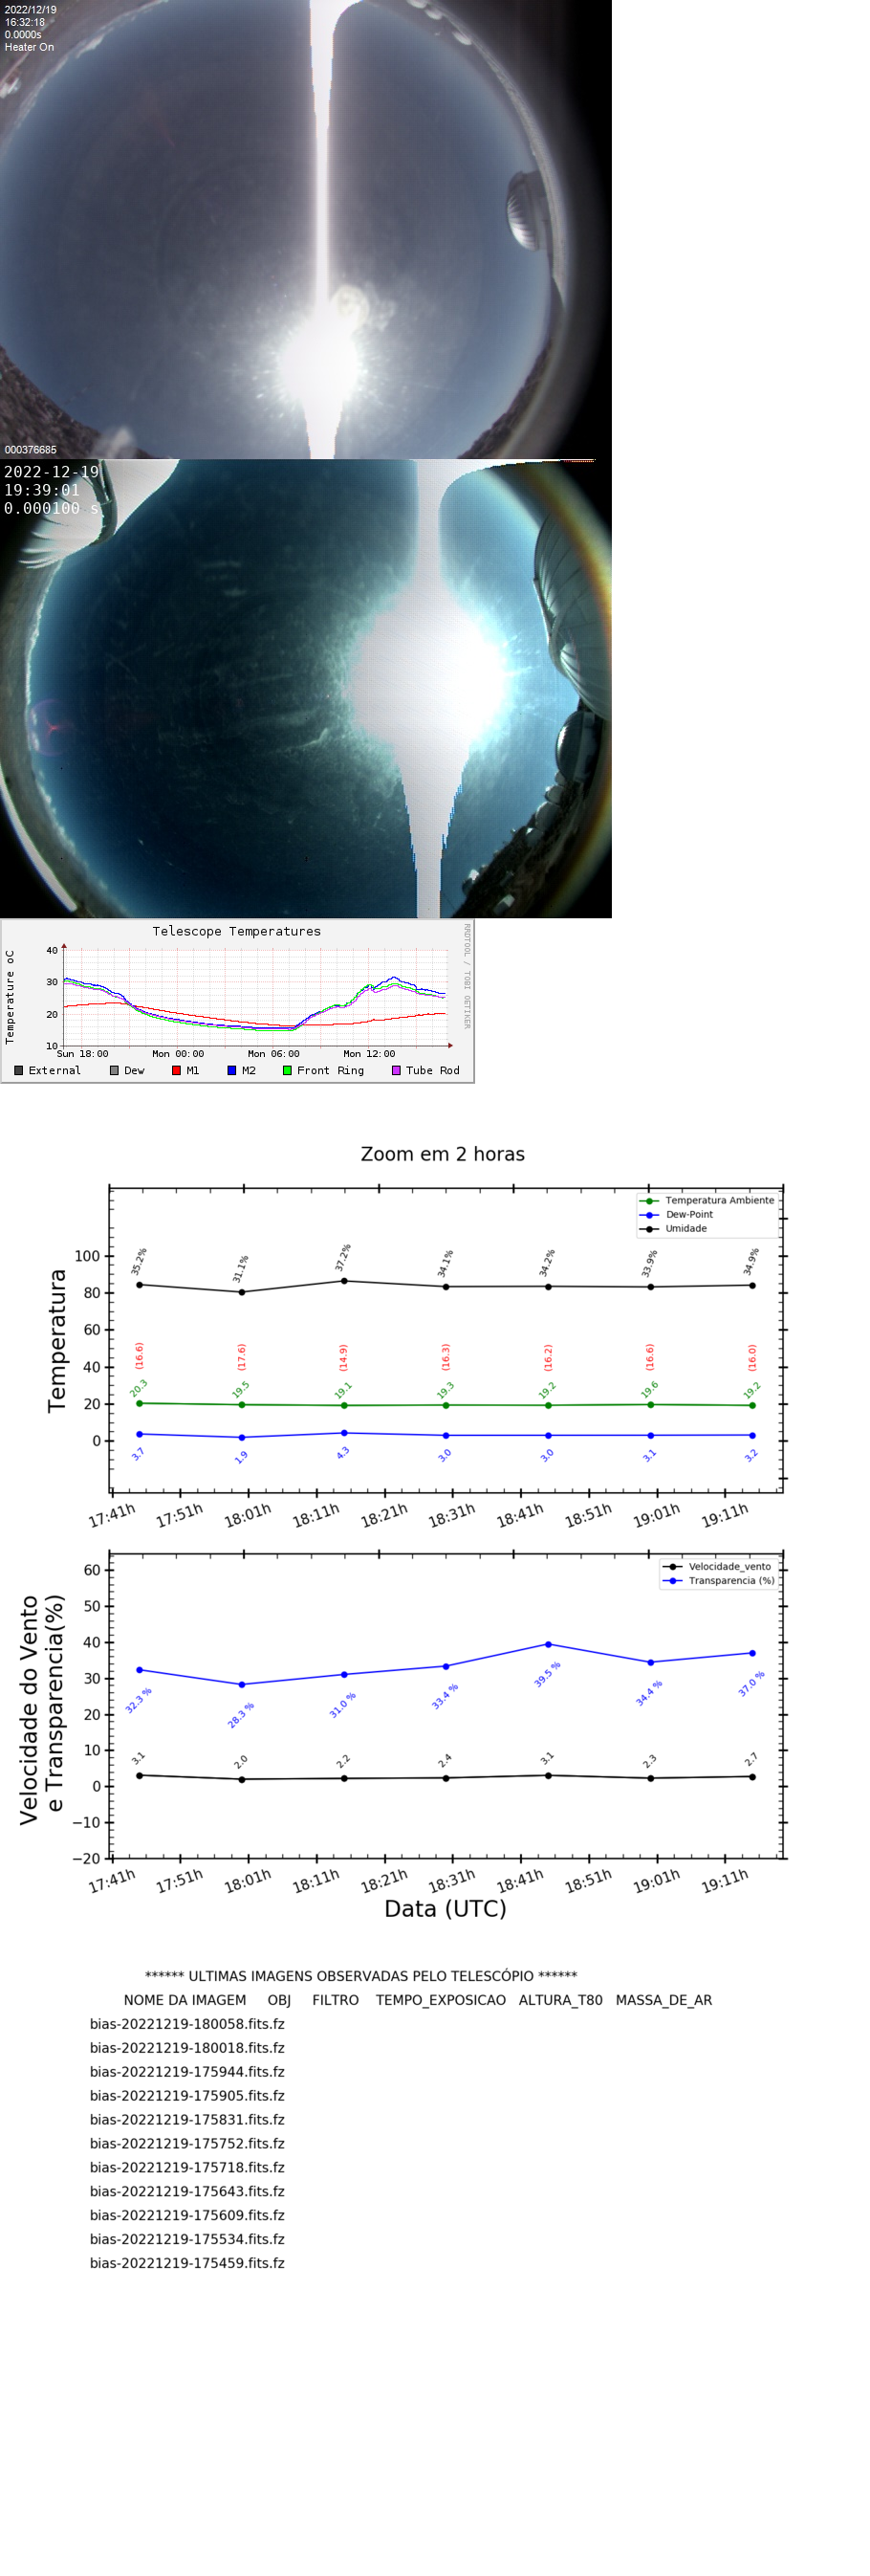 2022/12/19
16:32:18
0.0000s
Heater On
000376685
2022-12-19
19:39:01
0.000100 s
Telescope Temperatures
RRDTOOL / TOBI OETIKER
Temperature oC
40
30
20
10
Sun 18:00 Mon 00:00 Mon 06:00 Mon 12:00
External Dew M1 M2 Front Ring Tube Rod
Zoom em 2 horas
Temperatura Ambiente
Dew-Point
Umidade
Temperatura
100
80
60
40
20
0
35.2% 31.1% 37.2% 34.1% 34.2% 33.9% 34.9%
(16.6) (17.6) (14.9) (16.3) (16.2) (16.6) (16.0)
20.3 19.5 19.1 19.3 19.2 19.6 19.2
3.7 1.9 4.3 3.0 3.0 3.1 3.2
17:41h 17:51h 18:01h 18:11h 18:21h 18:31h 18:41h 18:51h 19:01h 19:11h
Velocidade_vento
Transparencia (%)
Velocidade do Vento
e Transparencia(%)
60
50
40
30
20
10
0
−10
−20
32.3 % 28.3 % 31.0 % 33.4 % 39.5 % 34.4 % 37.0 %
3.1 2.0 2.2 2.4 3.1 2.3 2.7
17:41h 17:51h 18:01h 18:11h 18:21h 18:31h 18:41h 18:51h 19:01h 19:11h
Data (UTC)
****** ULTIMAS IMAGENS OBSERVADAS PELO TELESCÓPIO ******
NOME DA IMAGEM OBJ FILTRO TEMPO_EXPOSICAO ALTURA_T80 MASSA_DE_AR
bias-20221219-180058.fits.fz
bias-20221219-180018.fits.fz
bias-20221219-175944.fits.fz
bias-20221219-175905.fits.fz
bias-20221219-175831.fits.fz
bias-20221219-175752.fits.fz
bias-20221219-175718.fits.fz
bias-20221219-175643.fits.fz
bias-20221219-175609.fits.fz
bias-20221219-175534.fits.fz
bias-20221219-175459.fits.fz